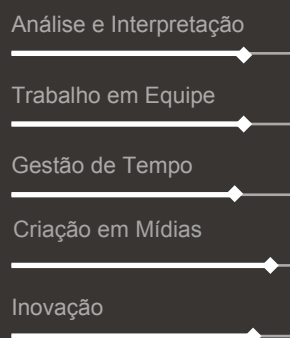 Análise e Interpretação
Trabalho em Equipe
Gestão de Tempo
Criação em Mídias
Inovação